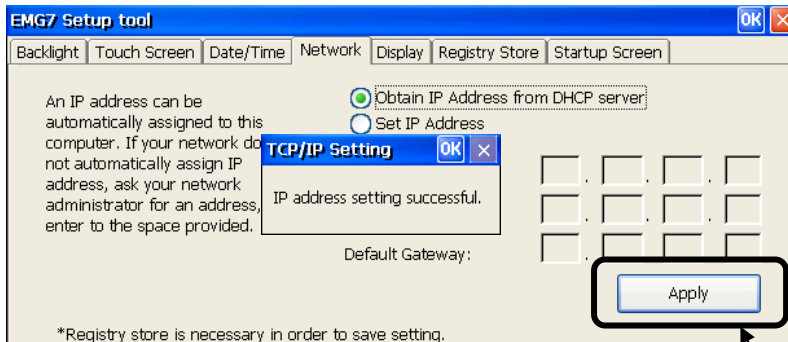 EMG7 Setup tool OK
Backlight Touch Screen Date/Time Network Display Registry Store Startup Screen
An IP address can be
automatically assigned to this
computer. If your network do
not automatically assign IP
address, ask your network
administrator for an address,
enter to the space provided.
Obtain IP Address from DHCP server
Set IP Address
TCP/IP Setting OK
IP address setting successful.
Default Gateway:
Apply
*Registry store is necessary in order to save setting.